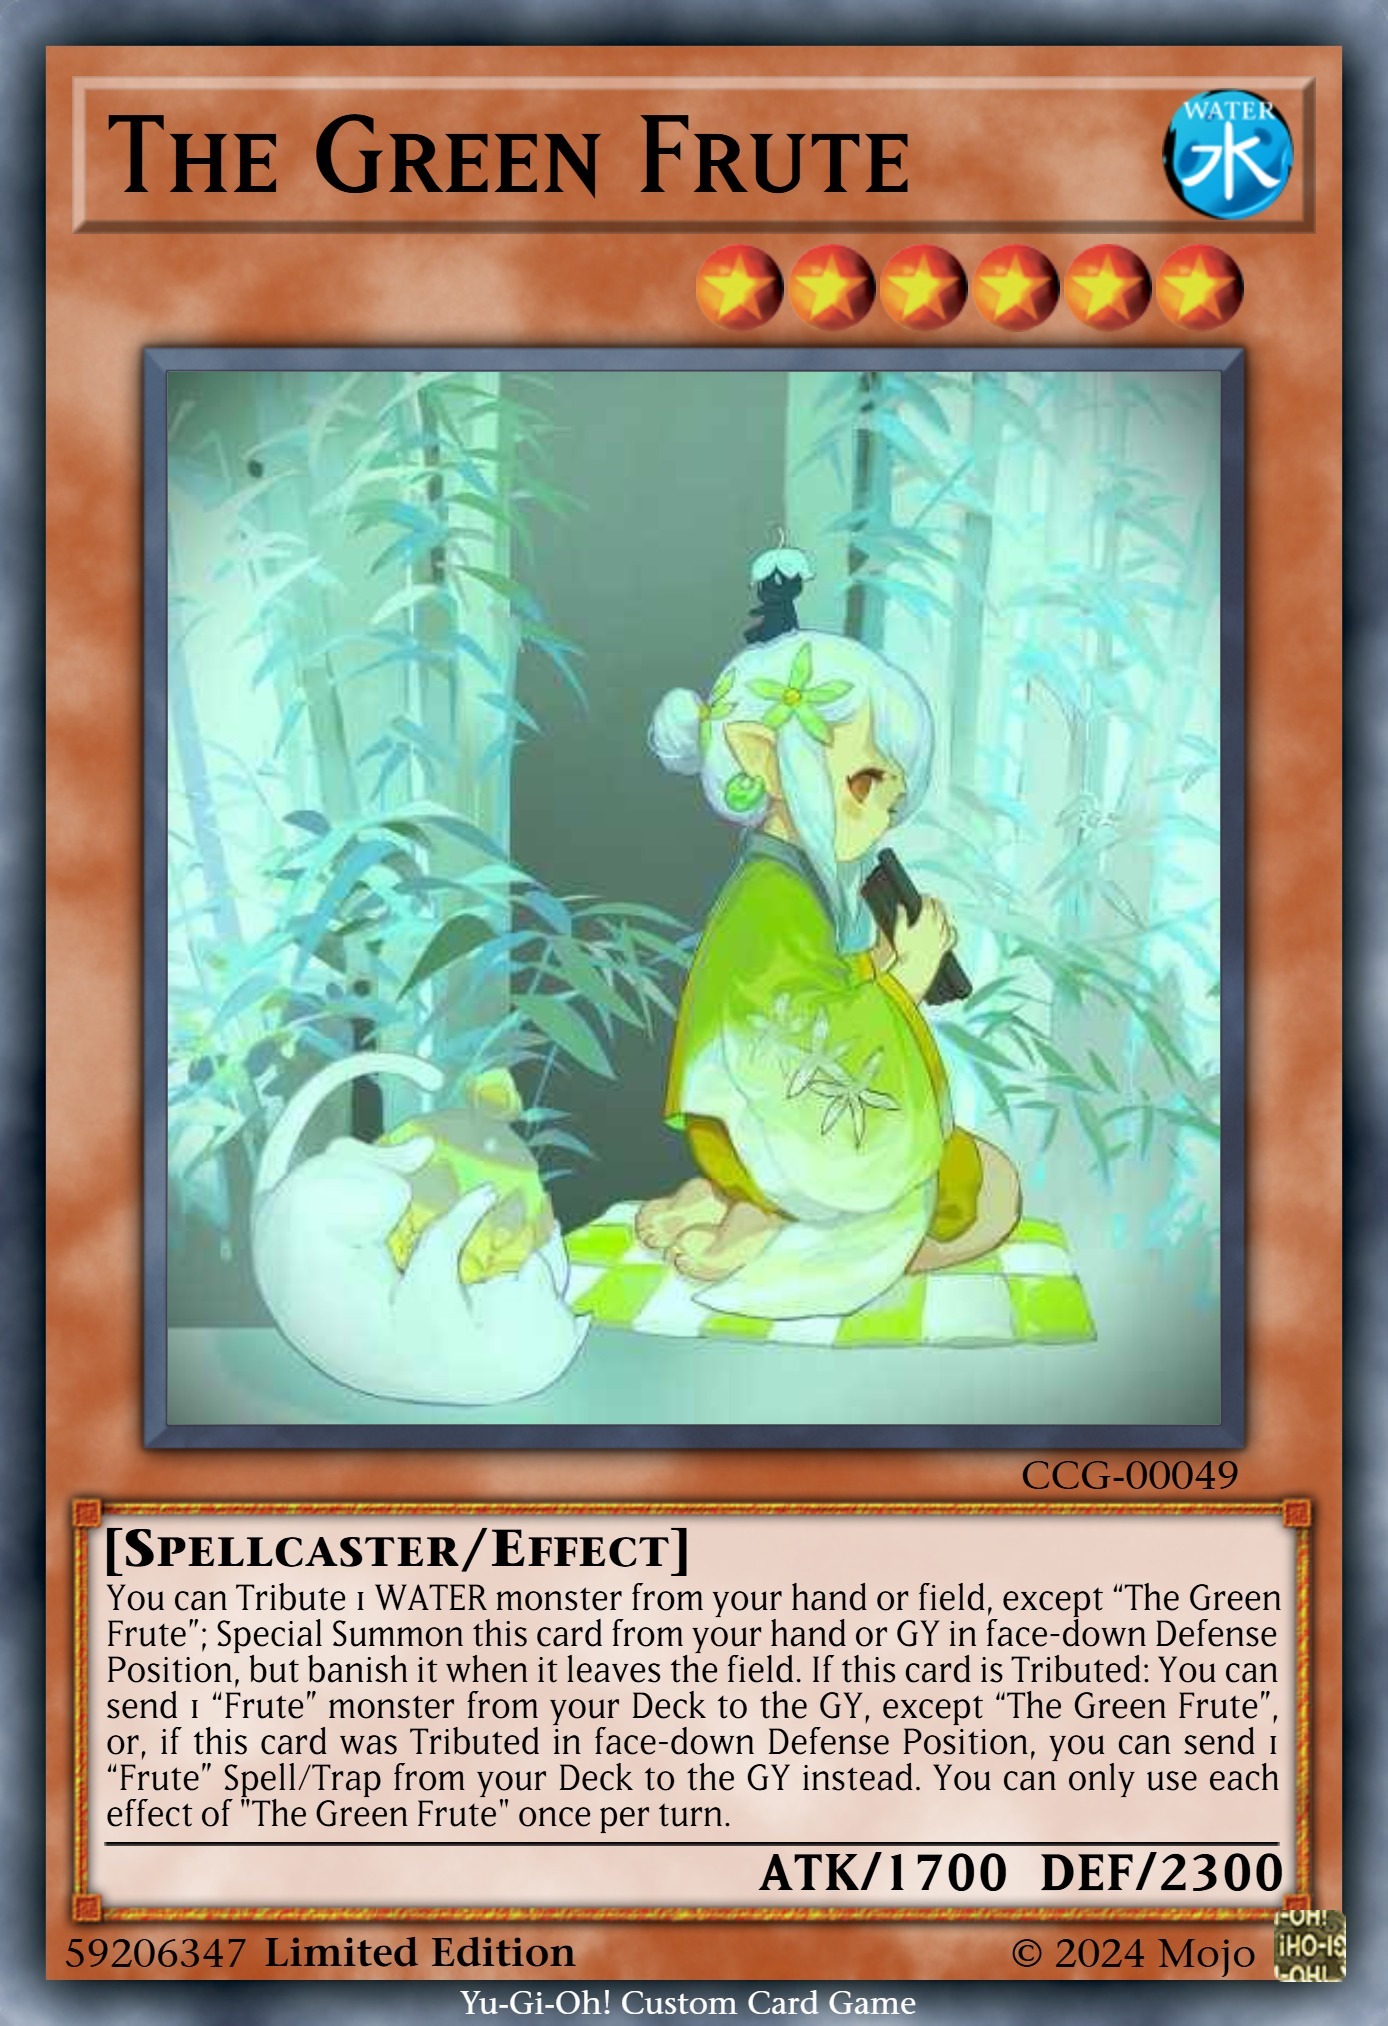 The Green Frute
WATER
水
CCG-00049
[Spellcaster/Effect]
You can Tribute 1 WATER monster from your hand or field, except “The Green
Frute”; Special Summon this card from your hand or GY in face-down Defense
Position, but banish it when it leaves the field. If this card is Tributed: You can
send 1 “Frute” monster from your Deck to the GY, except “The Green Frute”,
or, if this card was Tributed in face-down Defense Position, you can send 1
“Frute” Spell/Trap from your Deck to the GY instead. You can only use each
effect of "The Green Frute" once per turn.
ATK/1700 DEF/2300
59206347 Limited Edition
© 2024 Mojo
Yu-Gi-Oh! Custom Card Game